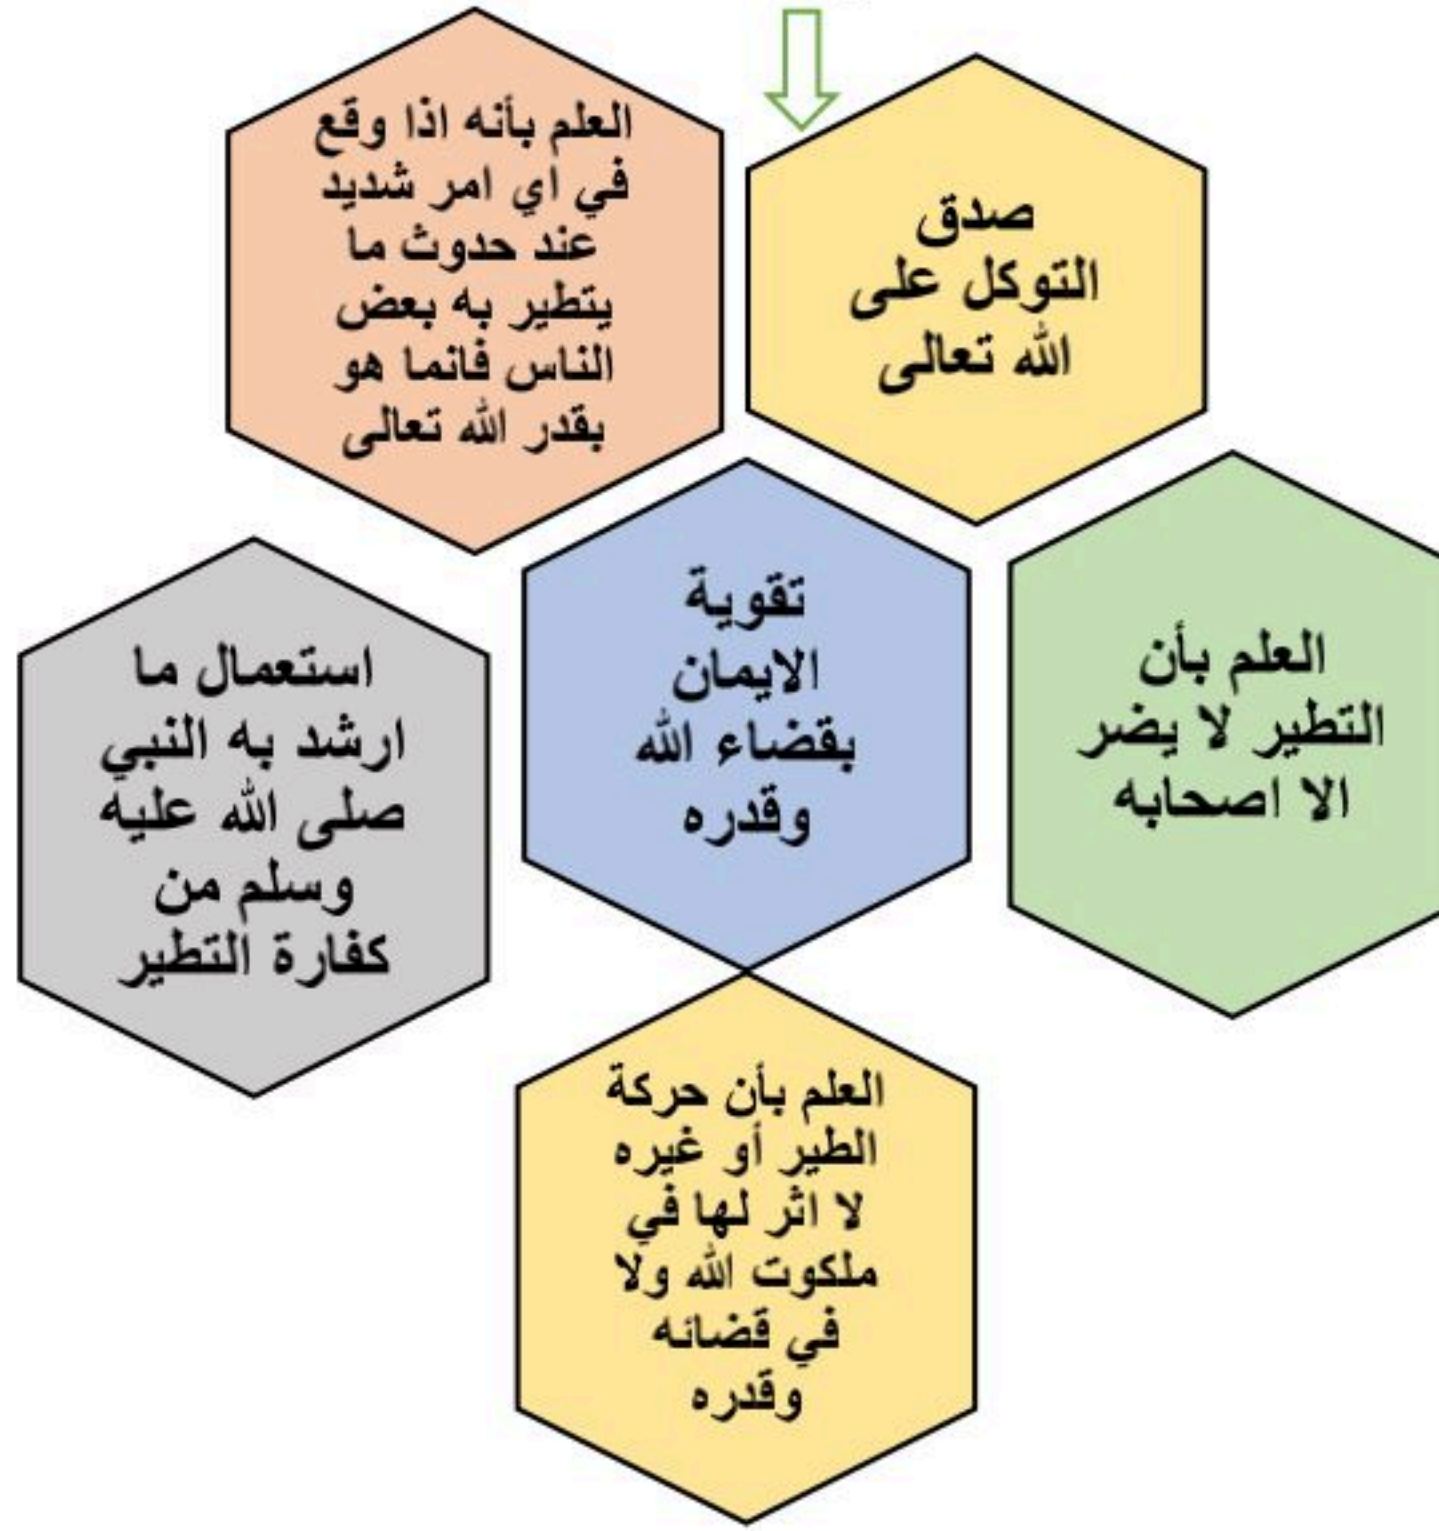 صدق
التوكل على
الله تعالى
العلم بأنه اذا وقع
في اي امر شديد
عند حدوث ما
يتطير به بعض
الناس فانما هو
بقدر الله تعالى
العلم بأن
التطير لا يضر
الا اصحابه
تقوية
الايمان
بقضاء الله
وقدره
استعمال ما
ارشد به النبي
صلى الله عليه
وسلم من
كفارة التطير
العلم بأن حركة
الطير أو غيره
لا اثر لها في
ملكوت الله ولا
في قضائه
وقدره